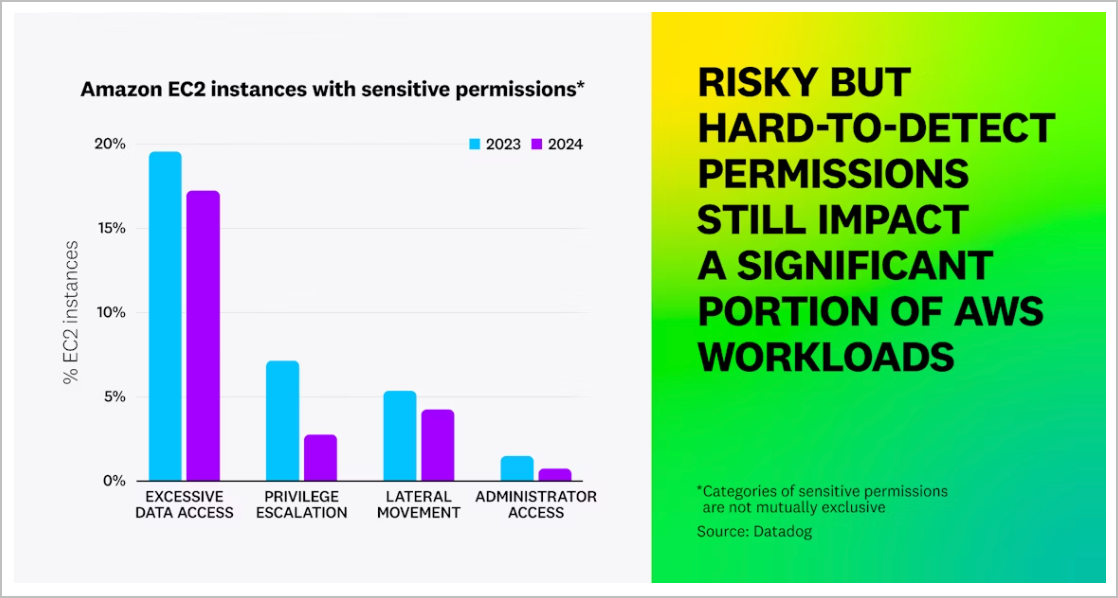 Amazon EC2 instances with sensitive permissions*
2023 2024
20%
15%
10%
5%
0%
% EC2 instances
EXCESSIVE
DATA ACCESS
PRIVILEGE
ESCALATION
LATERAL
MOVEMENT
ADMINISTRATOR
ACCESS
RISKY BUT
HARD-TO-DETECT
PERMISSIONS
STILL IMPACT
A SIGNIFICANT
PORTION OF AWS
WORKLOADS
*Categories of sensitive permissions
are not mutually exclusive
Source: Datadog